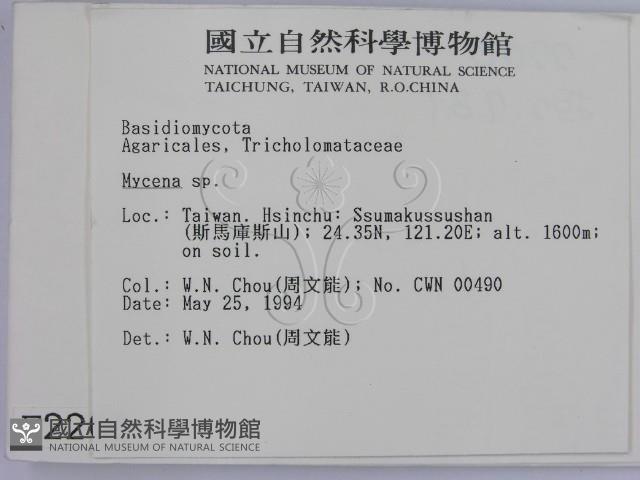 國立自然科學博物館
NATIONAL MUSEUM OF NATURAL SCIENCE
TAICHUNG, TAIWAN, R.O.CHINA
Basidiomycota
Agaricales, Tricholomataceae
Mycena sp.
Loc.: Taiwan. Hsinchu: Ssumakussushan
(斯馬庫斯山); 24.35N, 121.20E; alt. 1600m;
on soil.
Col.: W.N. Chou(周文能); No. CWN 00490
Date: May 25, 1994
Det.: W.N. Chou(周文能)
國立自然科學博物館
NATIONAL MUSEUM OF NATURAL SCIENCE